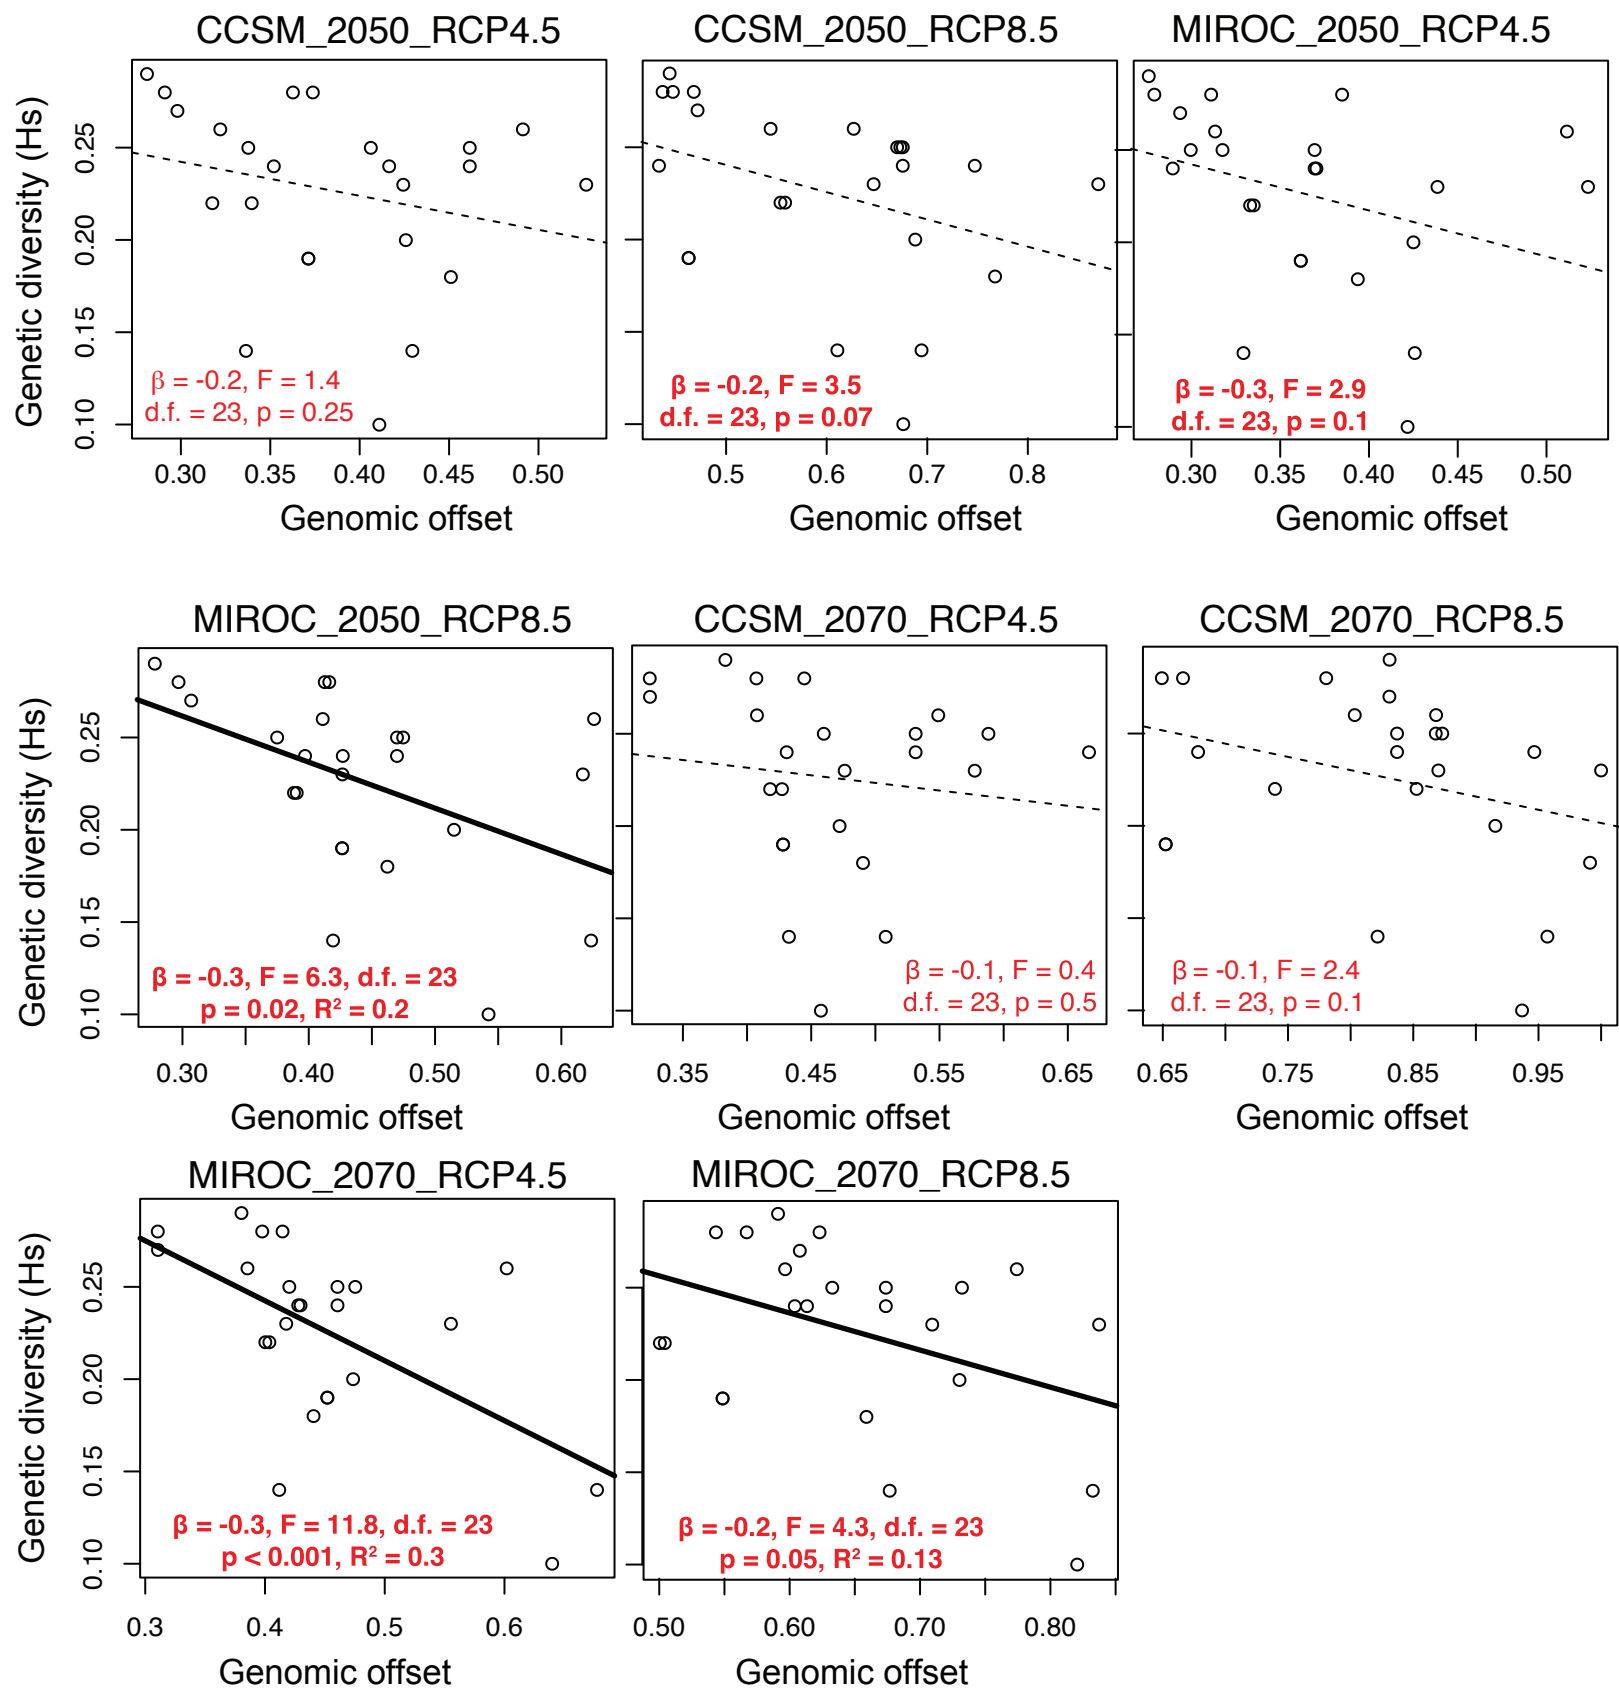 CCSM_2050_RCP4.5
CCSM_2050_RCP8.5
MIROC_2050_RCP4.5
Genetic diversity (Hs)
0.25
0.20
0.15
0.10
β = -0.2, F = 1.4
d.f. = 23, p = 0.25
β = -0.2, F = 3.5
d.f. = 23, p = 0.07
β = -0.3, F = 2.9
d.f. = 23, p = 0.1
0.30 0.35 0.40 0.45 0.50
0.5 0.6 0.7 0.8
0.30 0.35 0.40 0.45 0.50
Genomic offset
Genomic offset
Genomic offset
MIROC_2050_RCP8.5
CCSM_2070_RCP4.5
CCSM_2070_RCP8.5
Genetic diversity (Hs)
0.25
0.20
0.15
0.10
β = -0.3, F = 6.3, d.f. = 23
p = 0.02, R² = 0.2
β = -0.1, F = 0.4
d.f. = 23, p = 0.5
β = -0.1, F = 2.4
d.f. = 23, p = 0.1
0.30 0.40 0.50 0.60
0.35 0.45 0.55 0.65
0.65 0.75 0.85 0.95
Genomic offset
Genomic offset
Genomic offset
MIROC_2070_RCP4.5
MIROC_2070_RCP8.5
Genetic diversity (Hs)
0.25
0.20
0.15
0.10
β = -0.3, F = 11.8, d.f. = 23
p < 0.001, R² = 0.3
β = -0.2, F = 4.3, d.f. = 23
p = 0.05, R² = 0.13
0.3 0.4 0.5 0.6
0.50 0.60 0.70 0.80
Genomic offset
Genomic offset